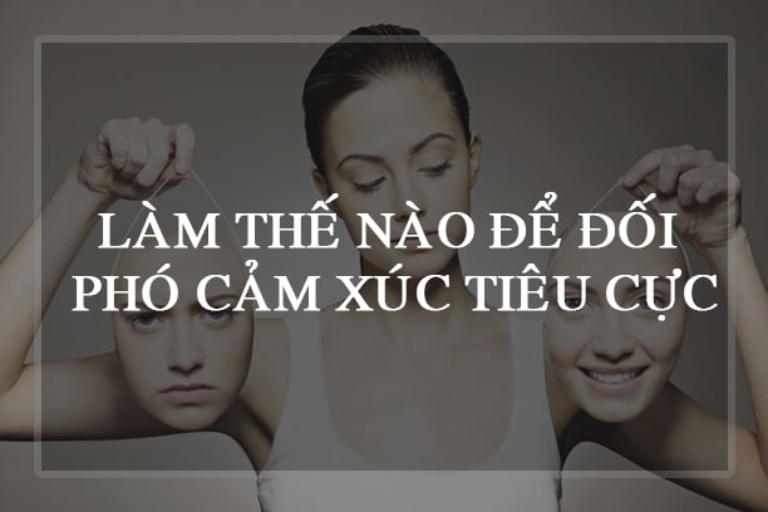 LÀM THẾ NÀO ĐỂ ĐỐI
PHÓ CẢM XÚC TIÊU CỰC